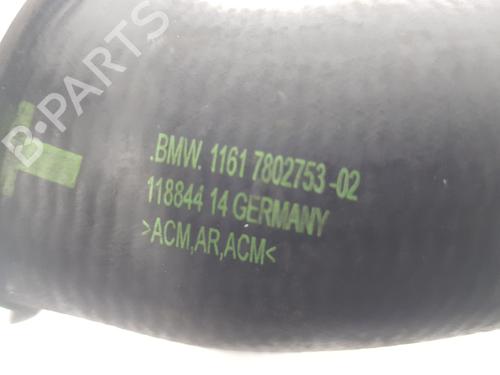 .BMW. 1161 7802753-02
118844 14 GERMANY
>ACM,AR,ACM<
B-PARTS